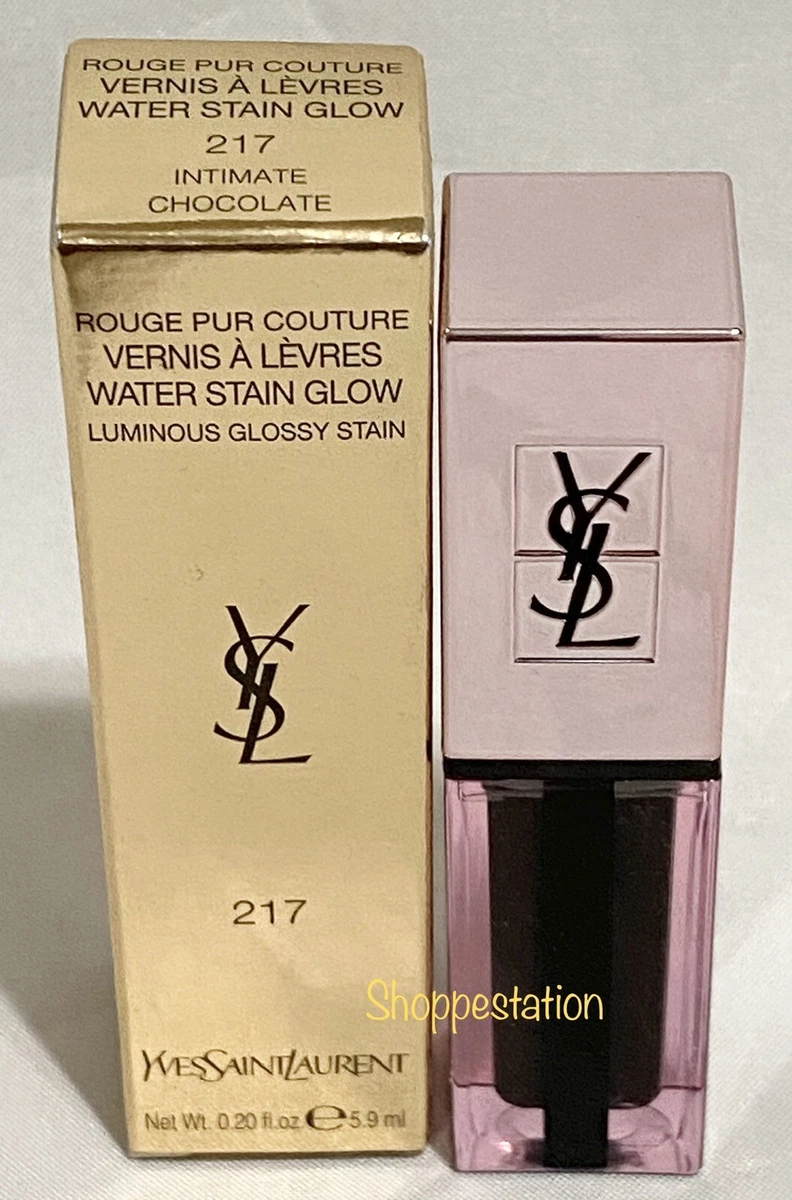 ROUGE PUR COUTURE
VERNIS À LÈVRES
WATER STAIN GLOW
217
INTIMATE
CHOCOLATE
ROUGE PUR COUTURE
VERNIS À LÈVRES
WATER STAIN GLOW
LUMINOUS GLOSSY STAIN
YSL
217
YVESSAINTLAURENT
Net Wt. 0.20 fl.oz. ℮ 5.9 ml
YSL
Shoppestation